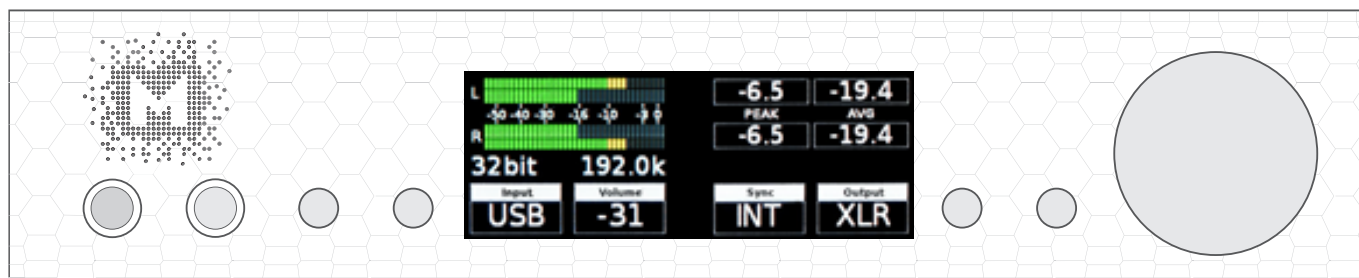 M
L
-50 -40 -30 -16 -10 -3 0
R
32bit 192.0k
-6.5 -19.4
PEAK AVG
-6.5 -19.4
Input Volume Sync Output
USB -31 INT XLR